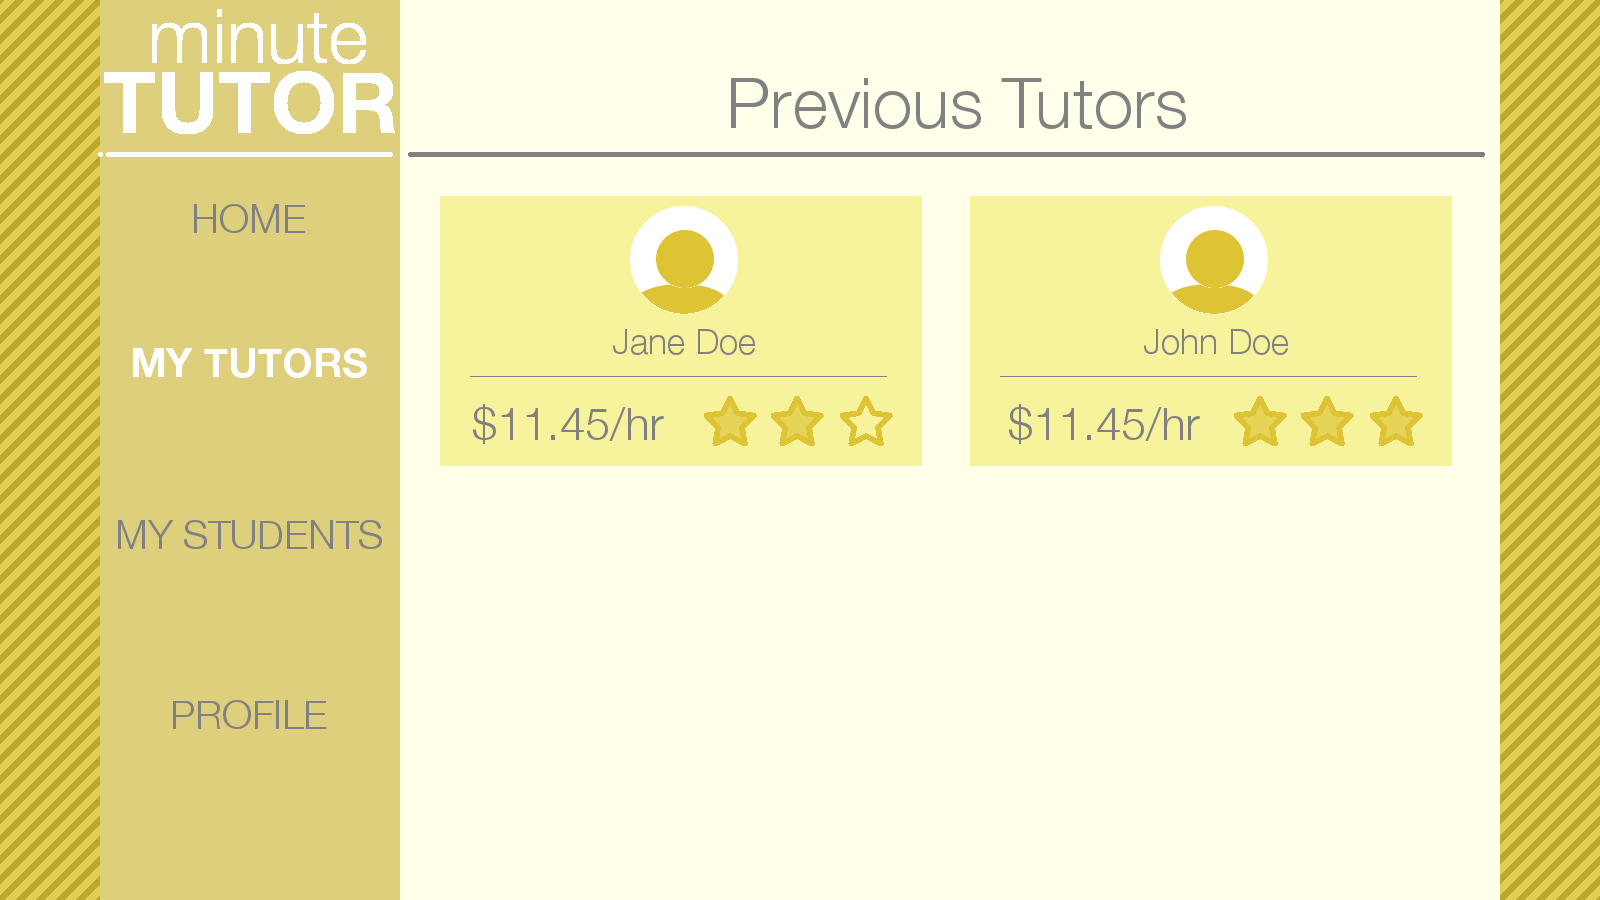 minute
TUTOR
HOME
MY TUTORS
MY STUDENTS
PROFILE
Previous Tutors
Jane Doe
$11.45/hr
John Doe
$11.45/hr